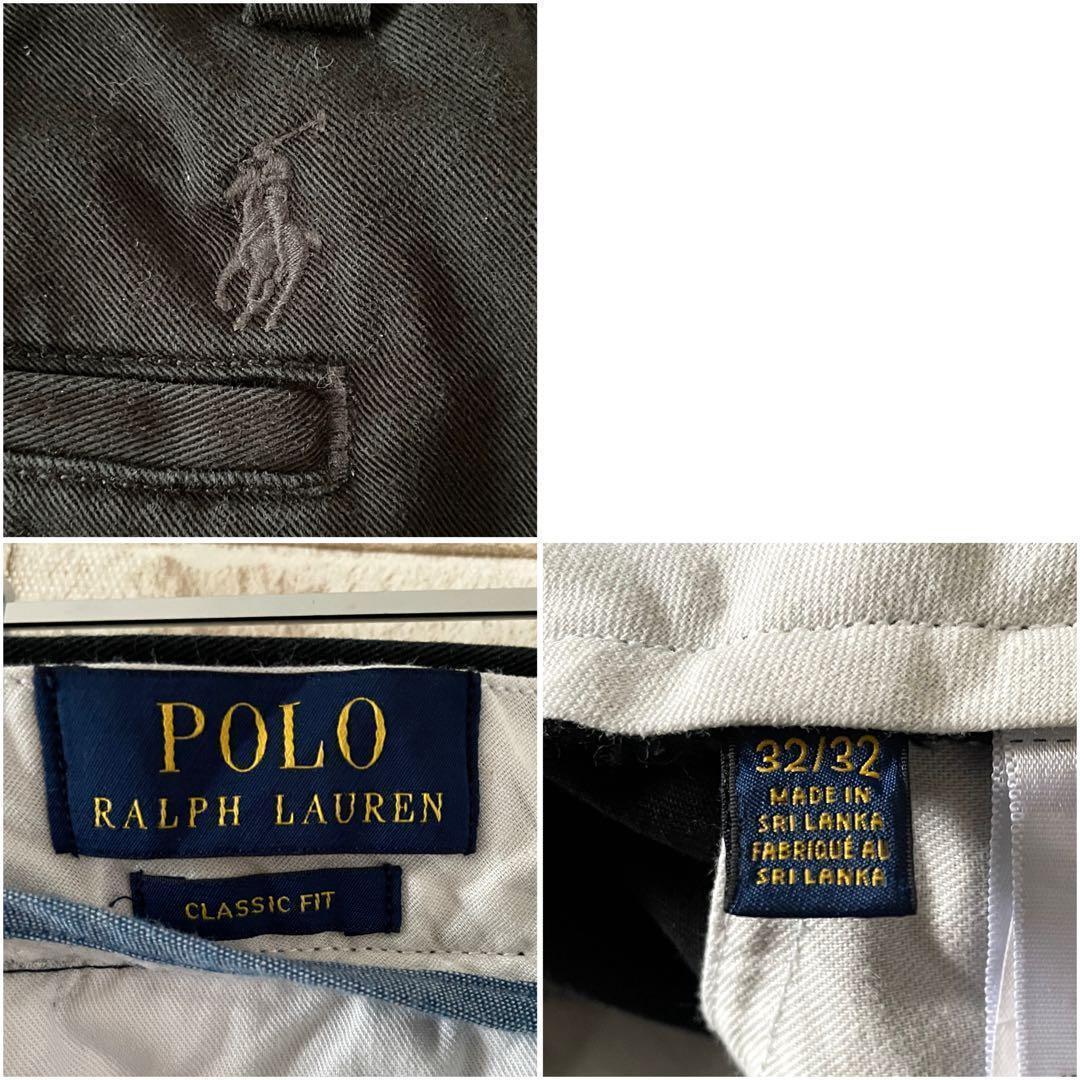 POLO
RALPH LAUREN
CLASSIC FIT
32/32
MADE IN
SRI LANKA
FABRIQUÉ AU
SRI LANKA